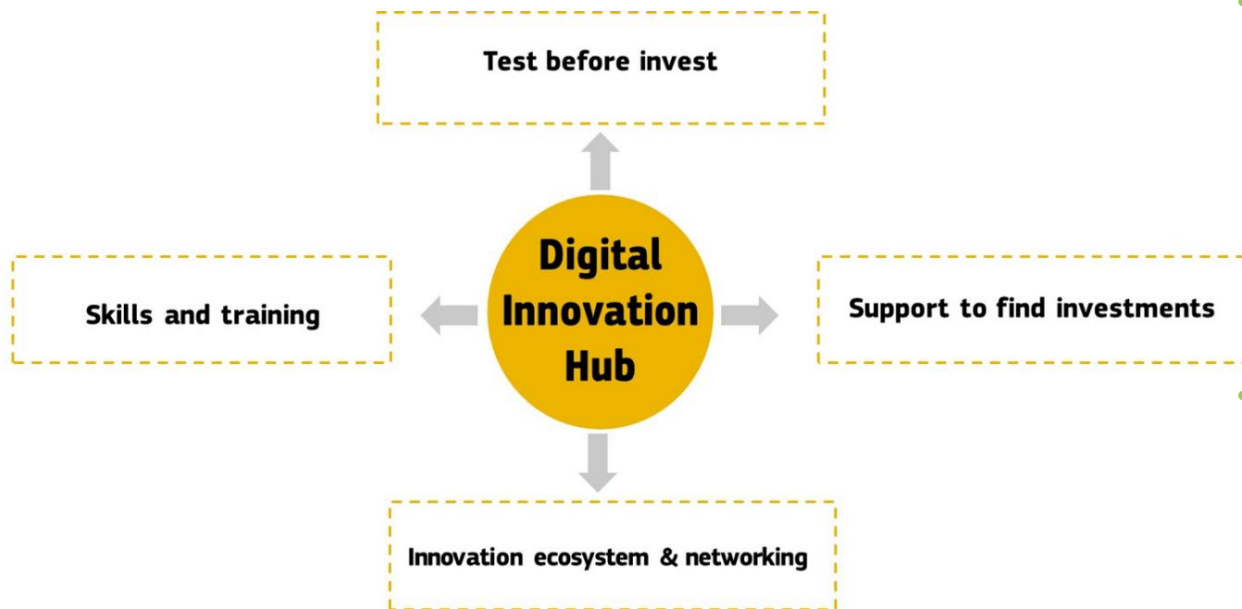 Test before invest
Digital
Innovation
Hub
Skills and training
Support to find investments
Innovation ecosystem & networking